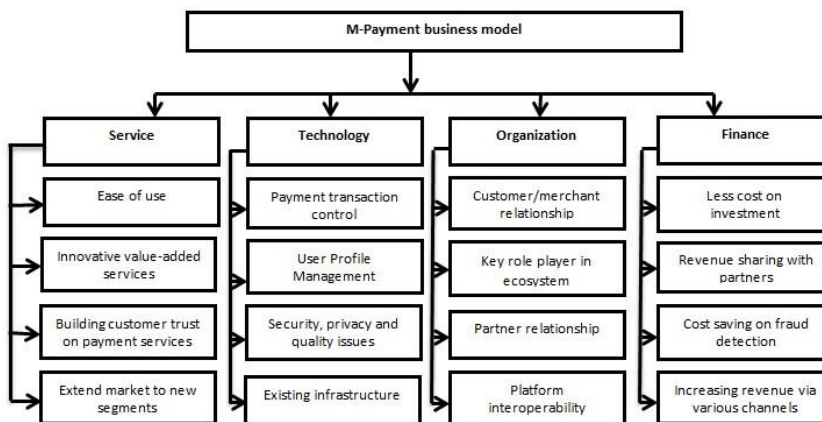 M-Payment business model
Service
Technology
Organization
Finance
Ease of use
Payment transaction
control
Customer/merchant
relationship
Less cost on
investment
Innovative value-added
services
User Profile
Management
Key role player in
ecosystem
Revenue sharing with
partners
Building customer trust
on payment services
Security, privacy and
quality issues
Partner relationship
Cost saving on fraud
detection
Extend market to new
segments
Existing infrastructure
Platform
interoperability
Increasing revenue via
various channels